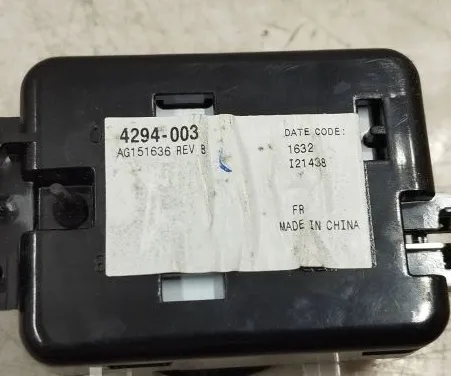 4294-003
AG151636 REV B
DATE CODE:
1632
I21438
FR
MADE IN CHINA